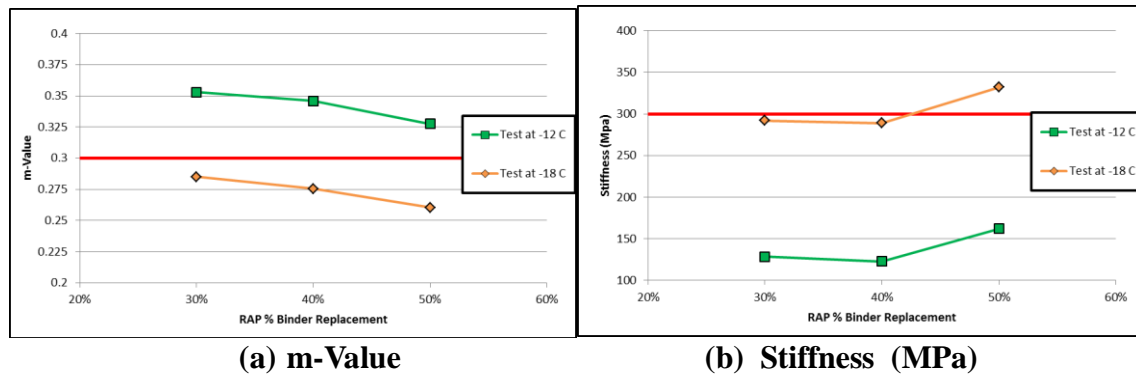 0.4
0.375
0.35
0.325
0.3
0.275
0.25
0.225
0.2
m-Value
20%
30%
40%
50%
60%
RAP % Binder Replacement
Test at -12 C
Test at -18 C
(a) m-Value
400
350
300
250
200
150
100
Stiffness (Mpa)
20%
30%
40%
50%
60%
RAP % Binder Replacement
Test at -12 C
Test at -18 C
(b) Stiffness (MPa)